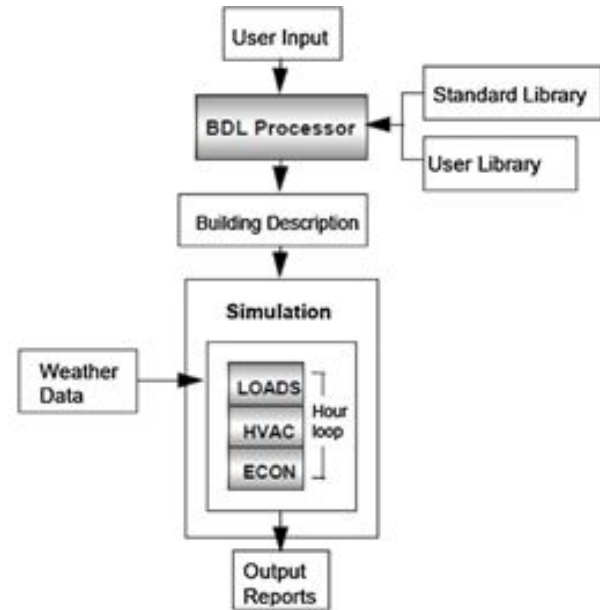 User Input
Standard Library
BDL Processor
User Library
Building Description
Simulation
Weather
Data
LOADS
HVAC
ECON
Hour
loop
Output
Reports